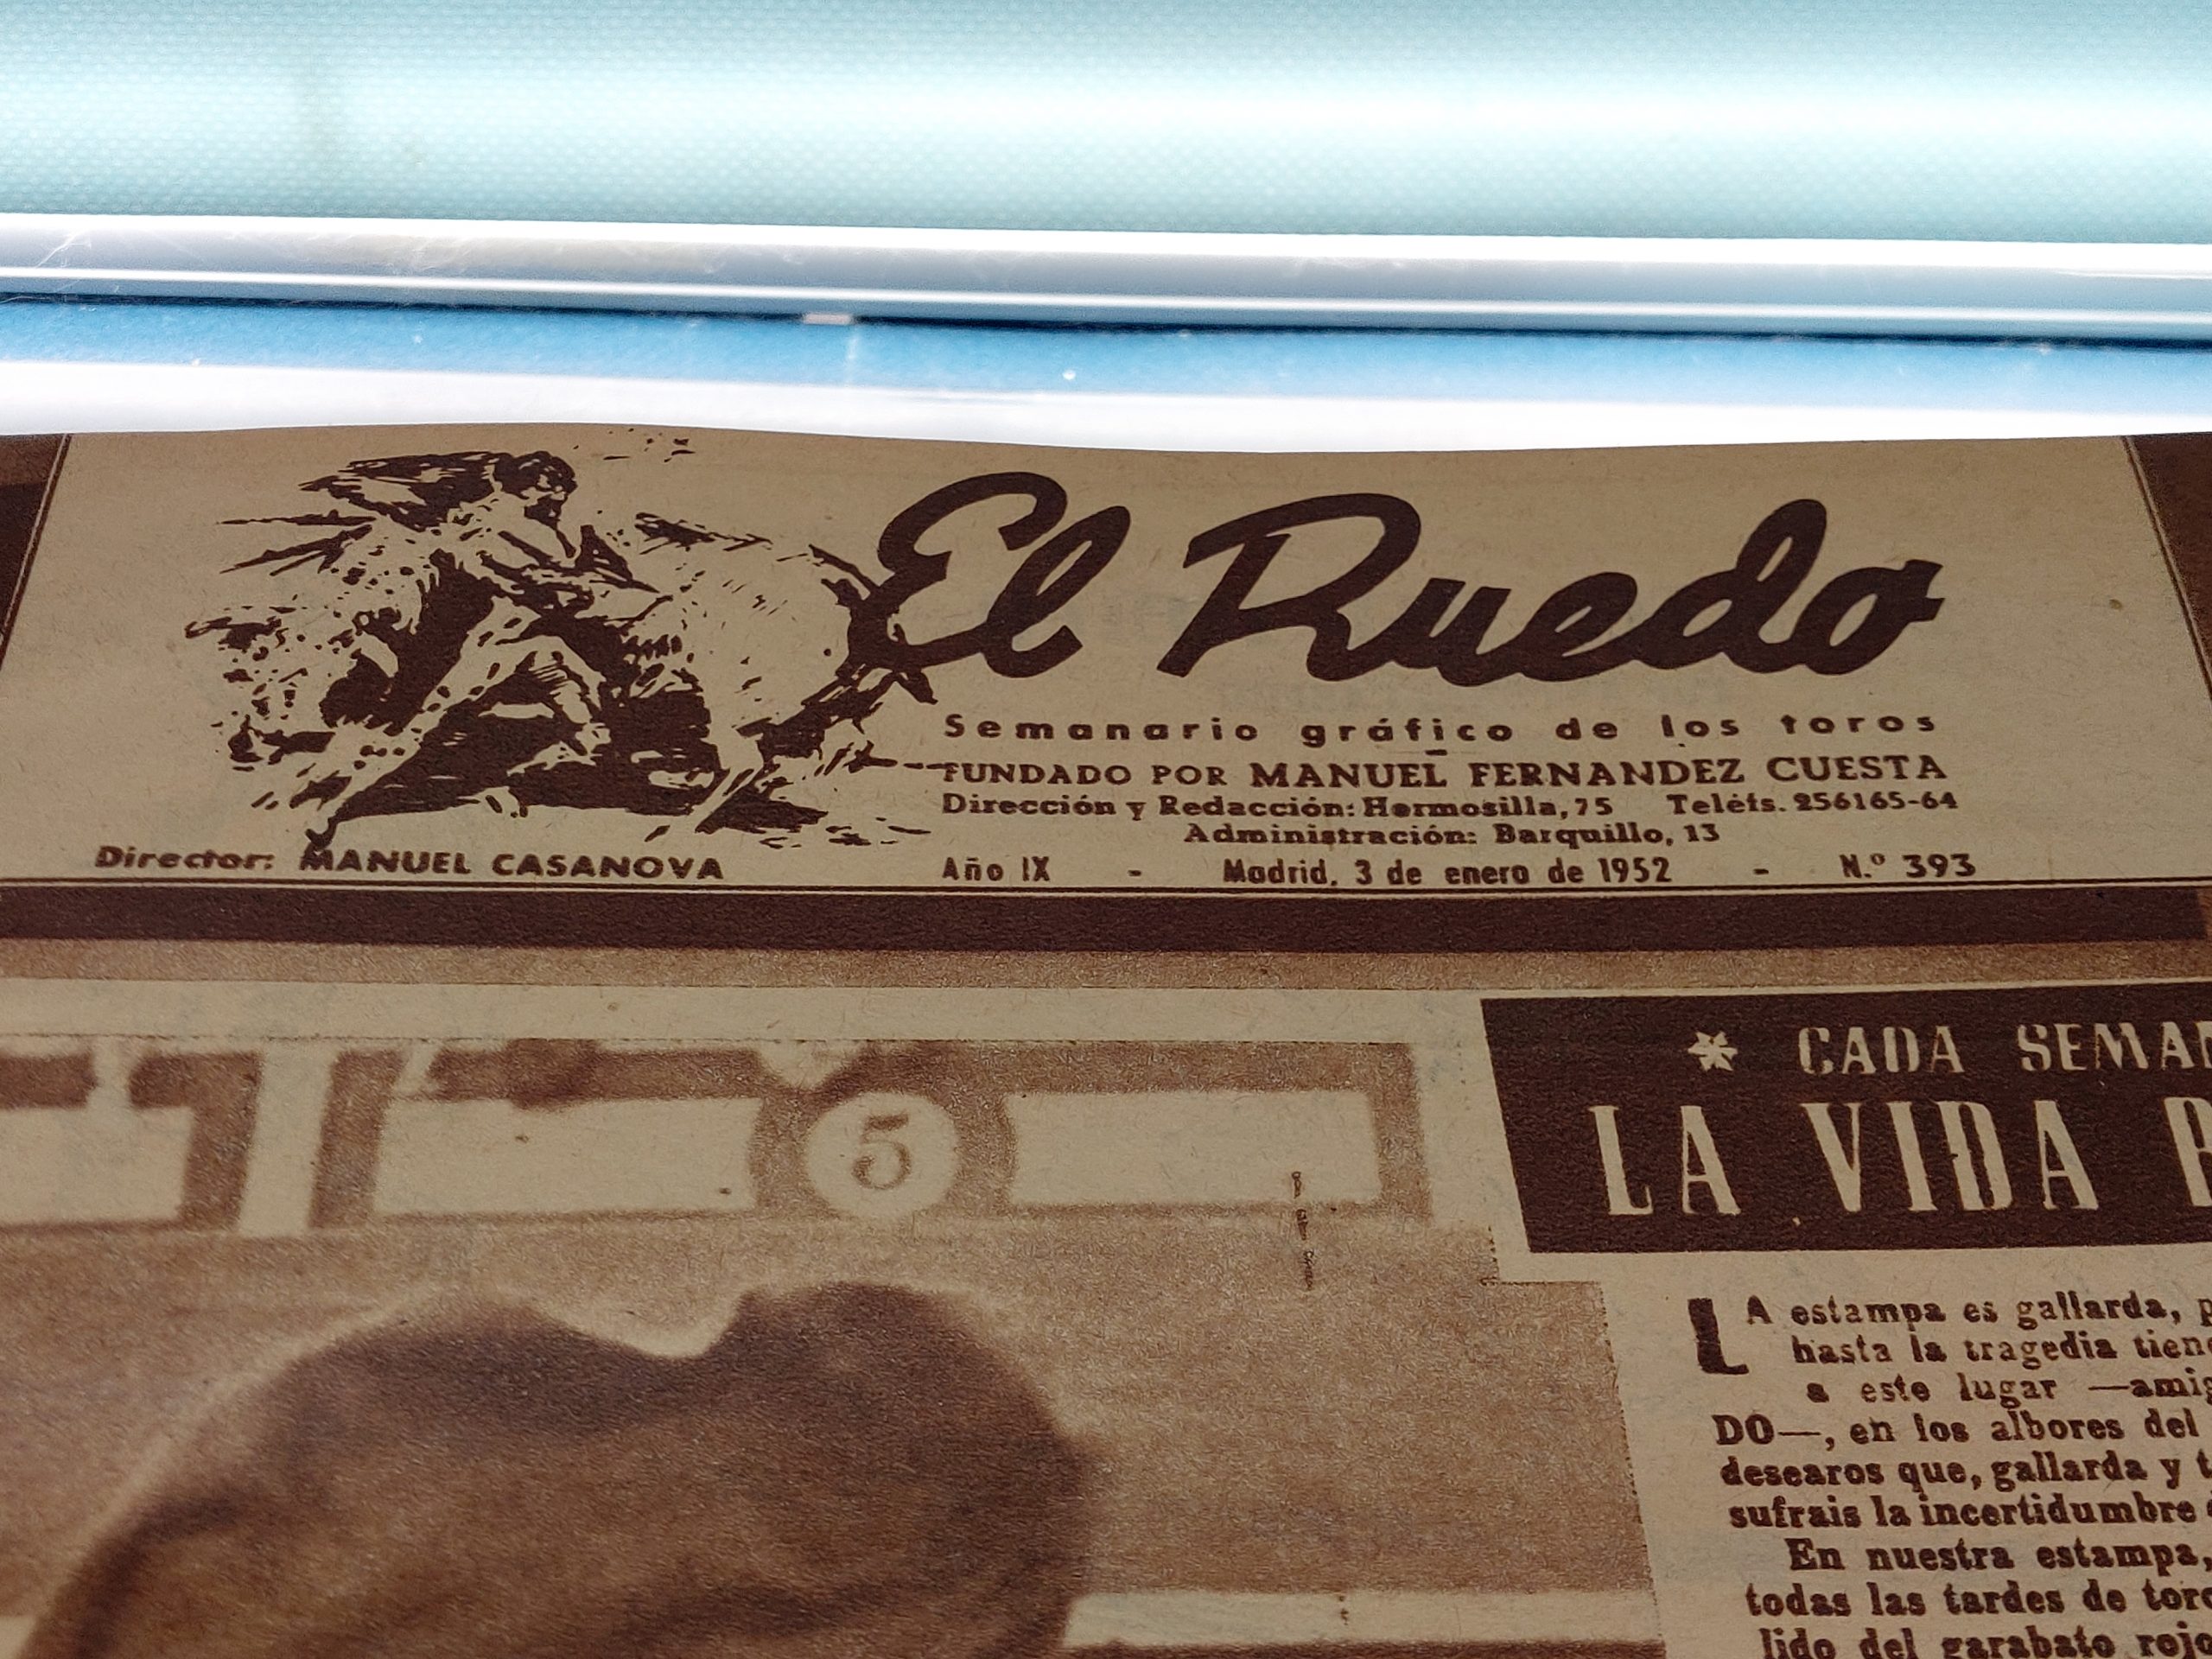 El Ruedo
Semanario gráfico de los toros
FUNDADO POR MANUEL FERNANDEZ CUESTA
Dirección y Redacción: Hermosilla, 75 Teléfs. 256165-64
Administración: Barquillo, 13
Director: MANUEL CASANOVA
Año IX - Madrid, 3 de enero de 1952 - N.º 393
5
* CADA
LA VIDA
LA estampa es gallarda,
hasta la tragedia
a este lugar
DO—, en los albores del
desearos que, gallarda y
sufrais la incertidumbre
En nuestra estampa,
todas las tardes de
lido del garabato